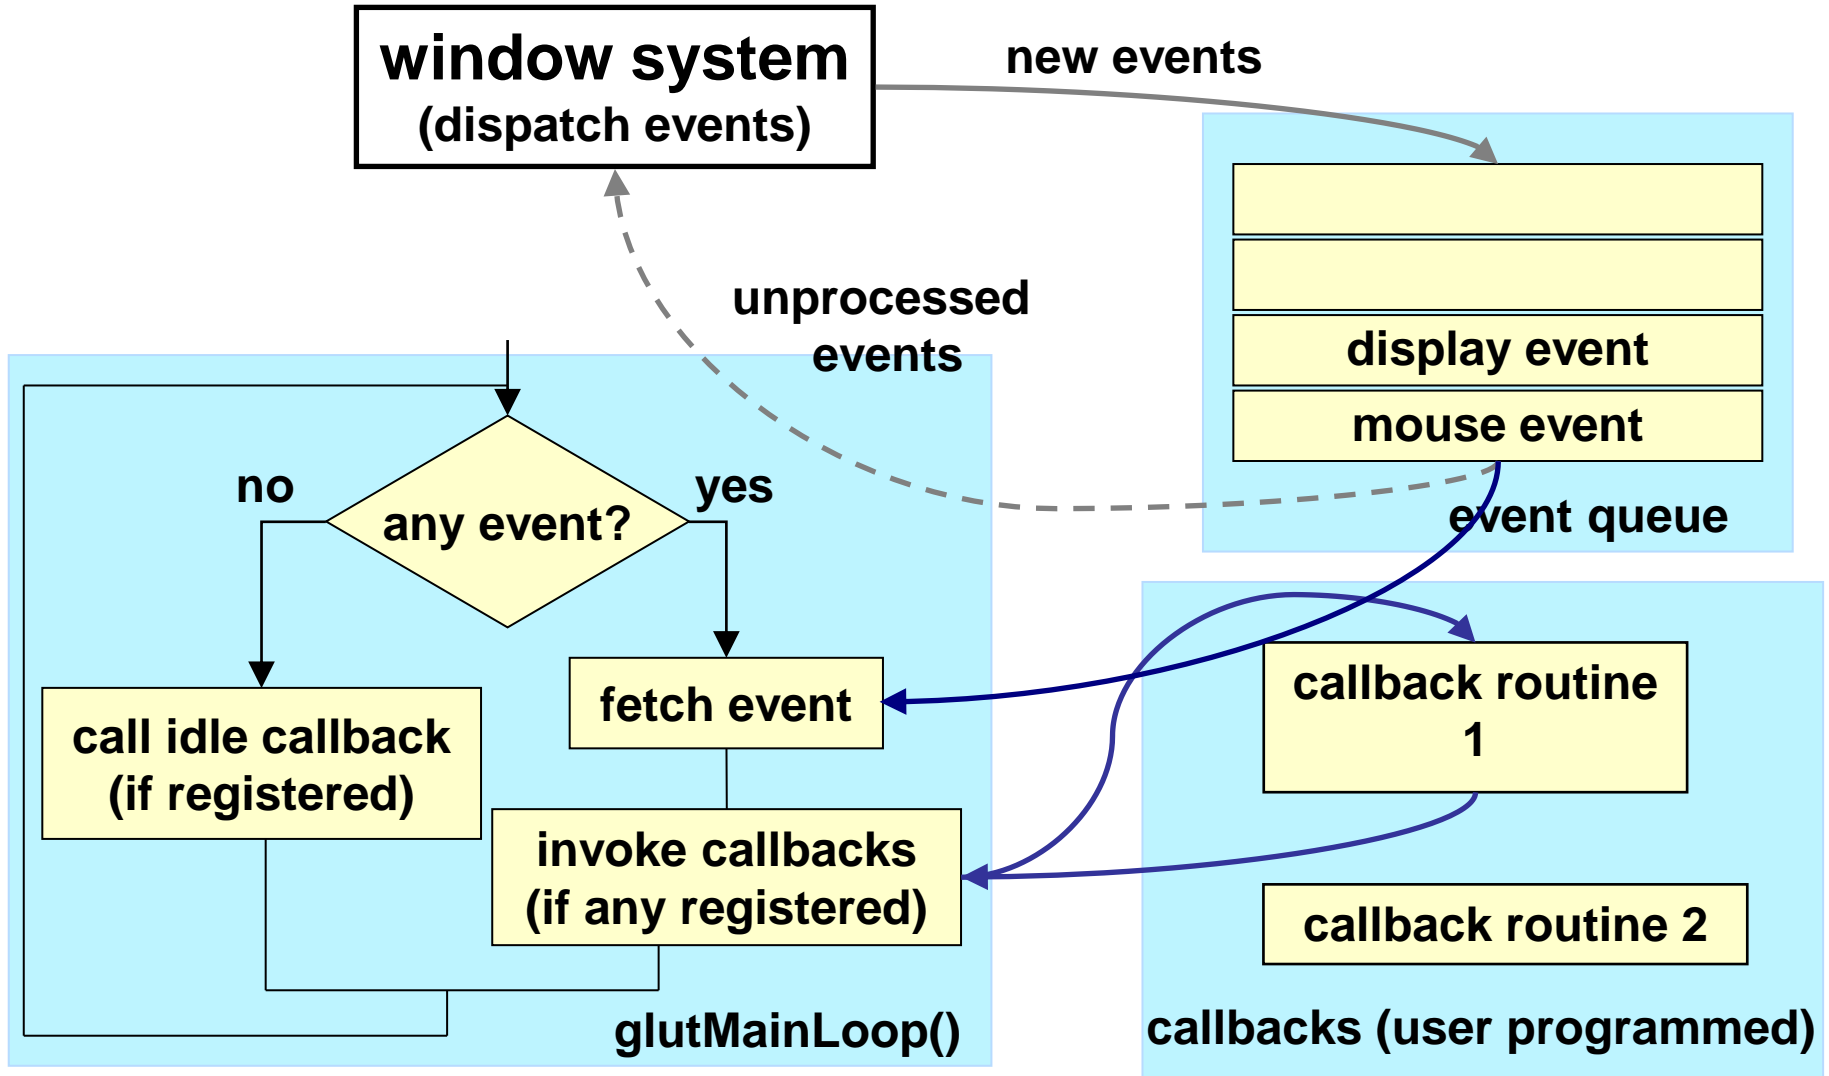 window system
(dispatch events)
new events
unprocessed
events
display event
mouse event
event queue
no
yes
any event?
fetch event
call idle callback
(if registered)
invoke callbacks
(if any registered)
glutMainLoop()
callback routine
1
callback routine 2
callbacks (user programmed)